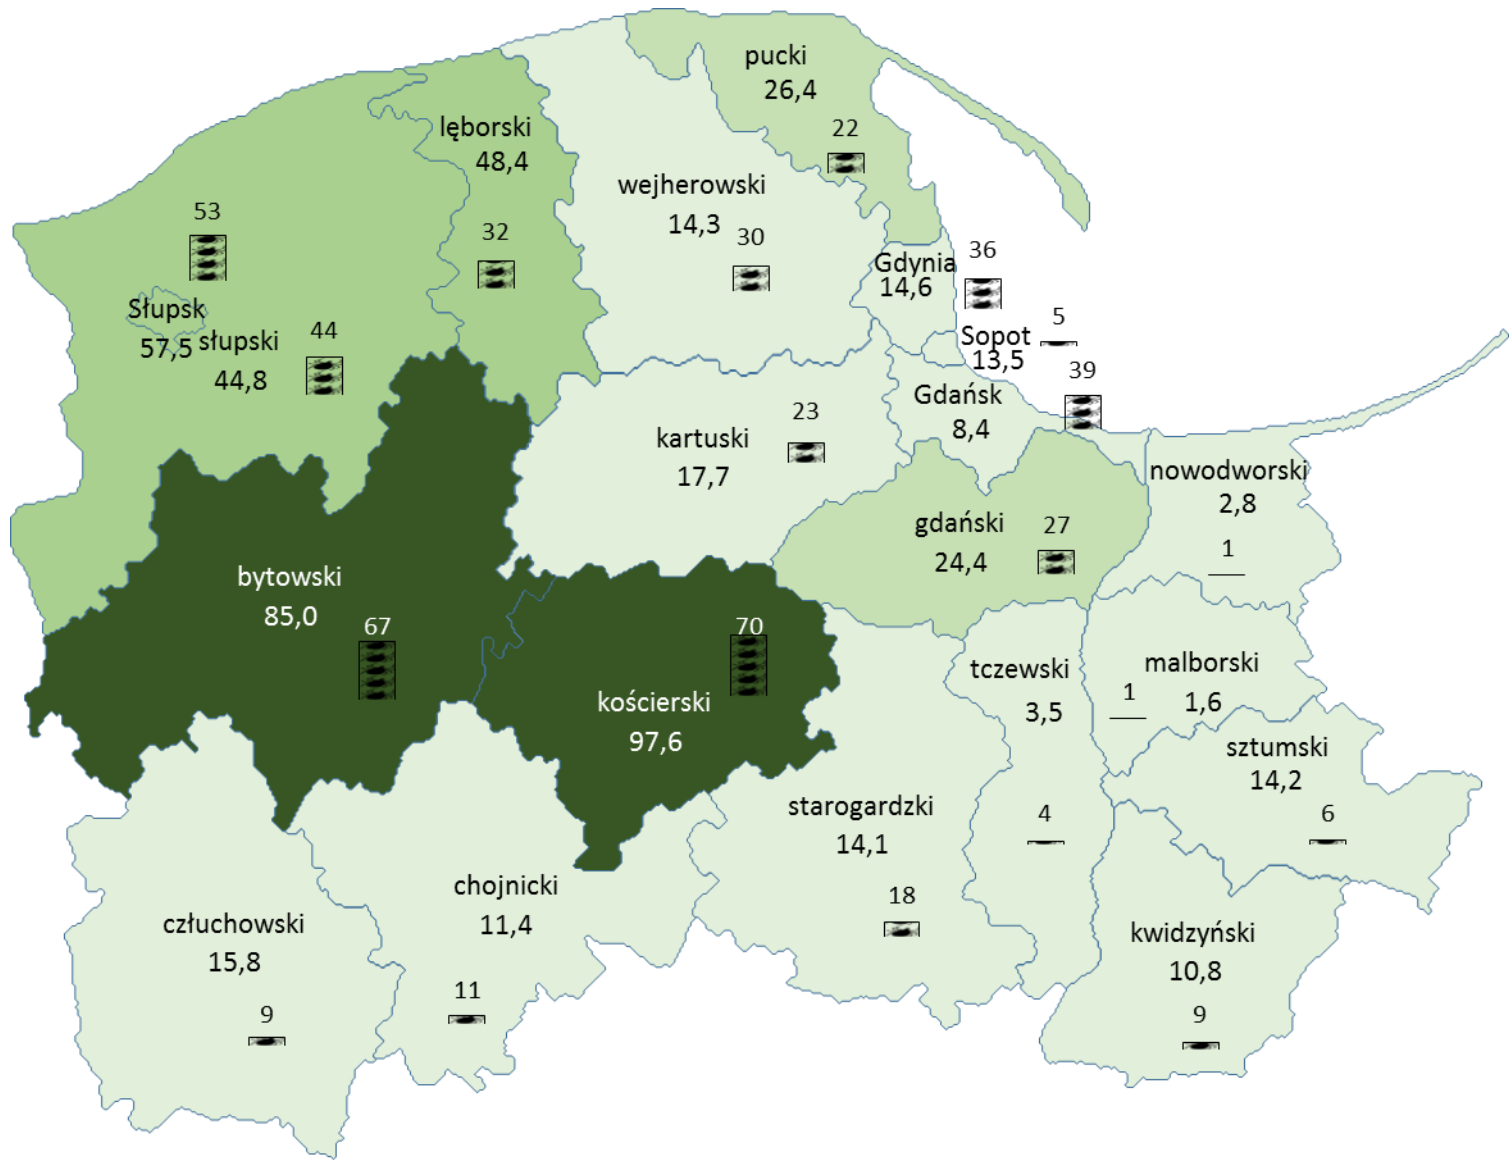 pucki
26,4
22
lęborski
48,4
32
wejherowski
14,3
30
53
Słupsk
57,5
słupski
44,8
44
Gdynia
14,6
36
Sopot
13,5
5
Gdańsk
8,4
39
kartuski
17,7
23
nowodworski
2,8
1
gdański
24,4
27
bytowski
85,0
67
kościerski
97,6
70
tczewski
3,5
4
malborski
1,6
1
sztumski
14,2
6
starogardzki
14,1
18
chojnicki
11,4
11
człuchowski
15,8
9
kwidzyński
10,8
9